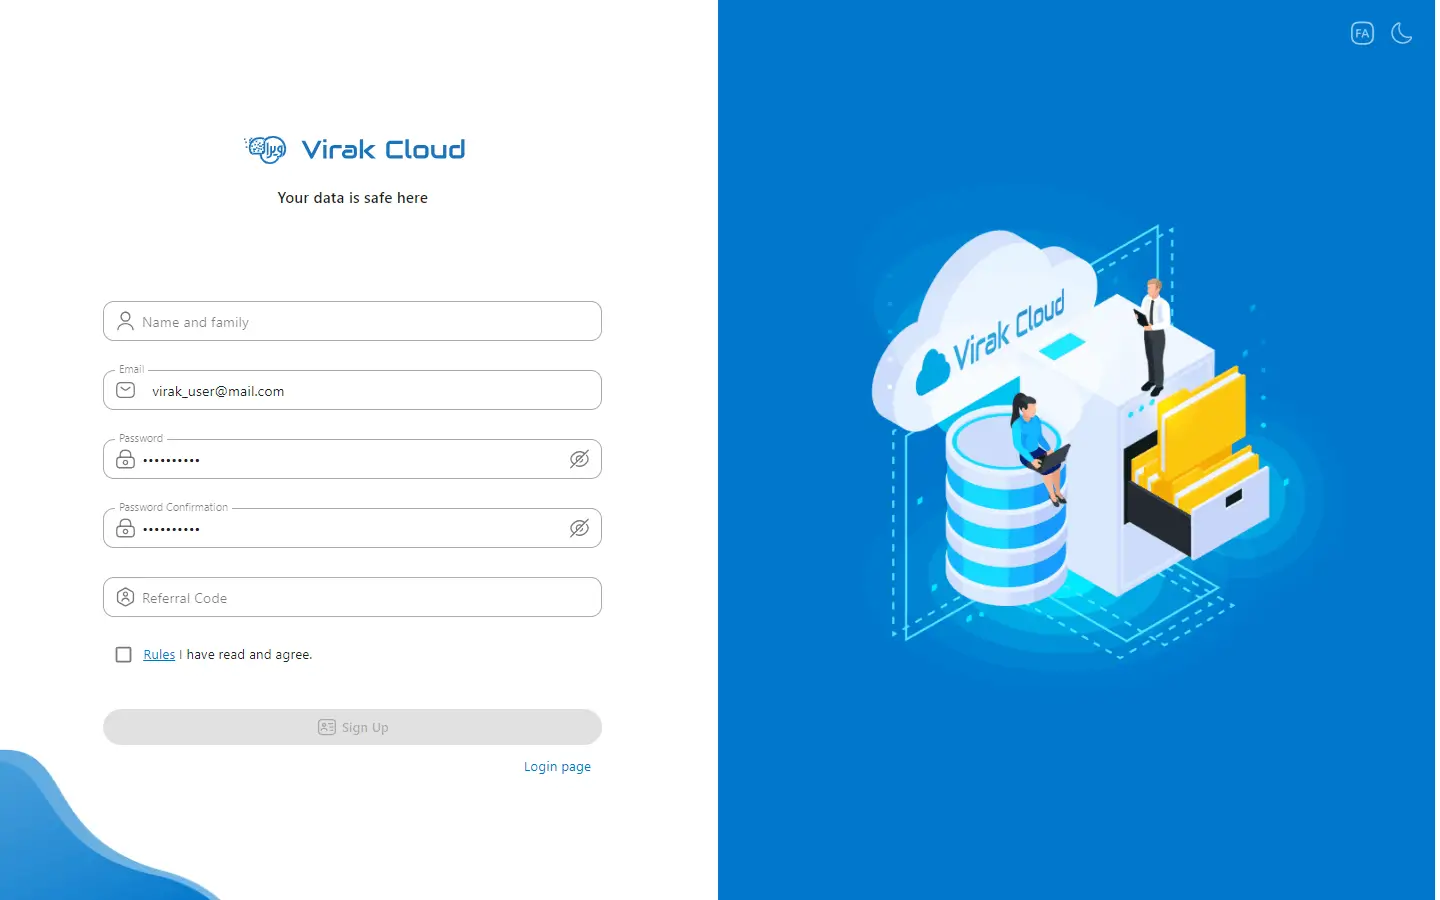 FA
ویراک
Virak Cloud
Your data is safe here
Virak Cloud
Name and family
Email
virak_user@mail.com
Password
••••••••••
Password Confirmation
••••••••••
Referral Code
Rules I have read and agree.
Sign Up
Login page